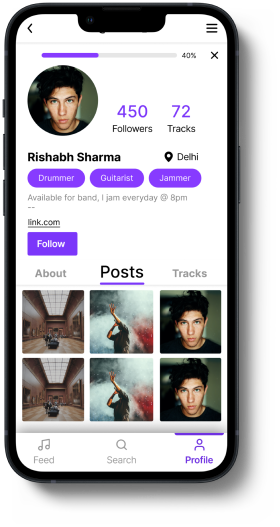 40%
450 72
Followers Tracks
Rishabh Sharma Delhi
Drummer Guitarist Jammer
Available for band, I jam everyday @ 8pm
--
link.com
Follow
About Posts Tracks
Feed Search Profile